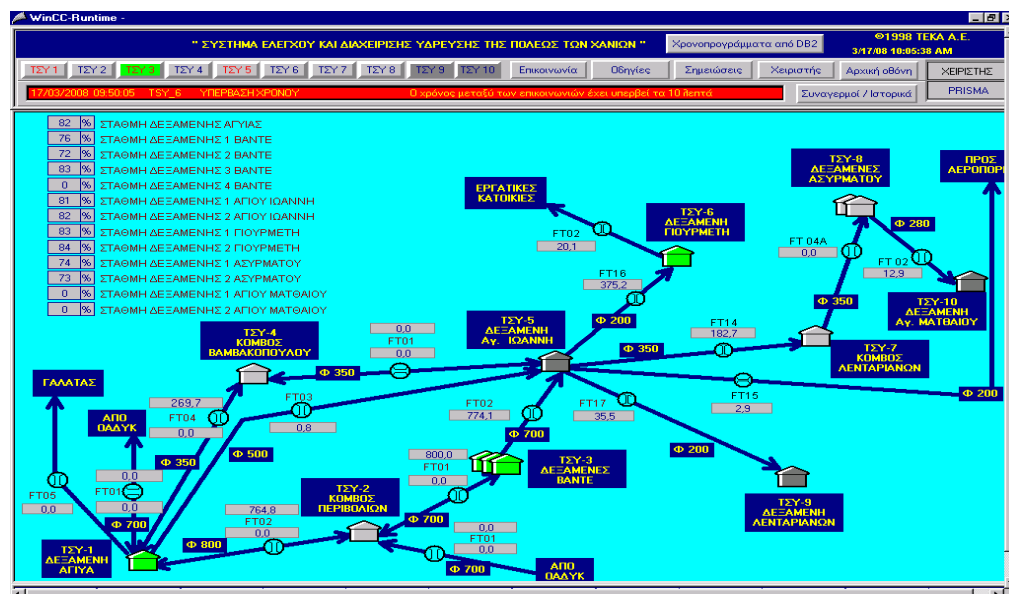 WinCC-Runtime -
" ΣΥΣΤΗΜΑ ΕΛΕΓΧΟΥ ΚΑΙ ΔΙΑΧΕΙΡΙΣΗΣ ΥΔΡΕΥΣΗΣ ΤΗΣ ΠΟΛΕΩΣ ΤΩΝ ΧΑΝΙΩΝ "
Χρονοπρογράμματα από DB2
©1998 ΤΕΚΑ Α.Ε.
3/17/08 10:05:38 AM
ΤΣΥ 1 ΤΣΥ 2 ΤΣΥ 3 ΤΣΥ 4 ΤΣΥ 5 ΤΣΥ 6 ΤΣΥ 7 ΤΣΥ 8 ΤΣΥ 9 ΤΣΥ 10 Επικοινωνία Οδηγίες Σημειώσεις Χειριστής Αρχική οθόνη ΧΕΙΡΙΣΤΗΣ
17/03/2008 09:50:05 TSY_6 ΥΠΕΡΒΑΣΗ ΧΡΟΝΟΥ Ο χρόνος μεταξύ των επικοινωνιών έχει υπερβεί τα 10 λεπτά
Συναγερμοί / Ιστορικά
PRISMA
82 % ΣΤΑΘΜΗ ΔΕΞΑΜΕΝΗΣ ΑΓΥΙΑΣ
76 % ΣΤΑΘΜΗ ΔΕΞΑΜΕΝΗΣ 1 ΒΑΝΤΕ
72 % ΣΤΑΘΜΗ ΔΕΞΑΜΕΝΗΣ 2 ΒΑΝΤΕ
83 % ΣΤΑΘΜΗ ΔΕΞΑΜΕΝΗΣ 3 ΒΑΝΤΕ
0 % ΣΤΑΘΜΗ ΔΕΞΑΜΕΝΗΣ 4 ΒΑΝΤΕ
81 % ΣΤΑΘΜΗ ΔΕΞΑΜΕΝΗΣ 1 ΑΓΙΟΥ ΙΩΑΝΝΗ
82 % ΣΤΑΘΜΗ ΔΕΞΑΜΕΝΗΣ 2 ΑΓΙΟΥ ΙΩΑΝΝΗ
83 % ΣΤΑΘΜΗ ΔΕΞΑΜΕΝΗΣ 1 ΓΙΟΥΡΜΕΤΗ
84 % ΣΤΑΘΜΗ ΔΕΞΑΜΕΝΗΣ 2 ΓΙΟΥΡΜΕΤΗ
74 % ΣΤΑΘΜΗ ΔΕΞΑΜΕΝΗΣ 1 ΑΣΥΡΜΑΤΟΥ
73 % ΣΤΑΘΜΗ ΔΕΞΑΜΕΝΗΣ 2 ΑΣΥΡΜΑΤΟΥ
0 % ΣΤΑΘΜΗ ΔΕΞΑΜΕΝΗΣ 1 ΑΓΙΟΥ ΜΑΤΘΑΙΟΥ
0 % ΣΤΑΘΜΗ ΔΕΞΑΜΕΝΗΣ 2 ΑΓΙΟΥ ΜΑΤΘΑΙΟΥ
ΕΡΓΑΤΙΚΕΣ
ΚΑΤΟΙΚΙΕΣ
FT02
20,1
ΤΣΥ-6
ΔΕΞΑΜΕΝΗ
ΓΙΟΥΡΜΕΤΗ
FT16
375,2
Φ 200
ΤΣΥ-8
ΔΕΞΑΜΕΝΕΣ
ΑΣΥΡΜΑΤΟΥ
ΠΡΟΣ
ΑΕΡΟΠΟΡ
Φ 280
FT 04A
0,0
FT 02
12,9
ΤΣΥ-10
ΔΕΞΑΜΕΝΗ
Αγ. ΜΑΤΘΑΙΟΥ
Φ 350
ΤΣΥ-4
ΚΟΜΒΟΣ
ΒΑΜΒΑΚΟΠΟΥΛΟΥ
0,0
FT01
0,0
Φ 350
ΤΣΥ-5
ΔΕΞΑΜΕΝΗ
Αγ. ΙΩΑΝΝΗ
FT14
182,7
Φ 350
ΤΣΥ-7
ΚΟΜΒΟΣ
ΛΕΝΤΑΡΙΑΝΩΝ
FT15
2,9
Φ 200
ΓΑΛΑΤΑΣ
ΑΠΟ
ΟΑΔΥΚ
269,7
FT04
0,0
FT03
0,8
FT02
774,1
FT17
35,5
Φ 700
Φ 350
Φ 500
Φ 200
800,0
FT01
0,0
ΤΣΥ-3
ΔΕΞΑΜΕΝΕΣ
ΒΑΝΤΕ
ΤΣΥ-9
ΔΕΞΑΜΕΝΗ
ΛΕΝΤΑΡΙΑΝΩΝ
0,0
FT01
0,0
FT05
0,0
Φ 700
ΤΣΥ-2
ΚΟΜΒΟΣ
ΠΕΡΙΒΟΛΙΩΝ
764,8
FT02
0,0
Φ 700
0,0
FT01
0,0
ΤΣΥ-1
ΔΕΞΑΜΕΝΗ
ΑΓΙΥΑ
Φ 800
Φ 700
ΑΠΟ
ΟΑΔΥΚ